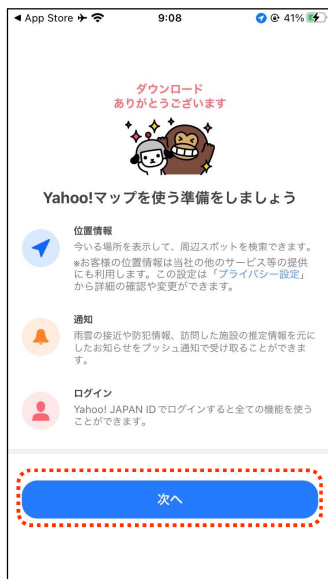 ◀ App Store
9:08
41%
ダウンロード
ありがとうございます
Yahoo!マップを使う準備をしましょう
位置情報
今いる場所を表示して、周辺スポットを検索できます。
※お客様の位置情報は当社の他のサービス等の提供
にも利用します。この設定は「プライバシー設定」
から詳細の確認や変更ができます。
通知
雨雲の接近や防犯情報、訪問した施設の推定情報を元に
したお知らせをプッシュ通知で受け取ることができま
す。
ログイン
Yahoo! JAPAN IDでログインすると全ての機能を使う
ことができます。
次へ